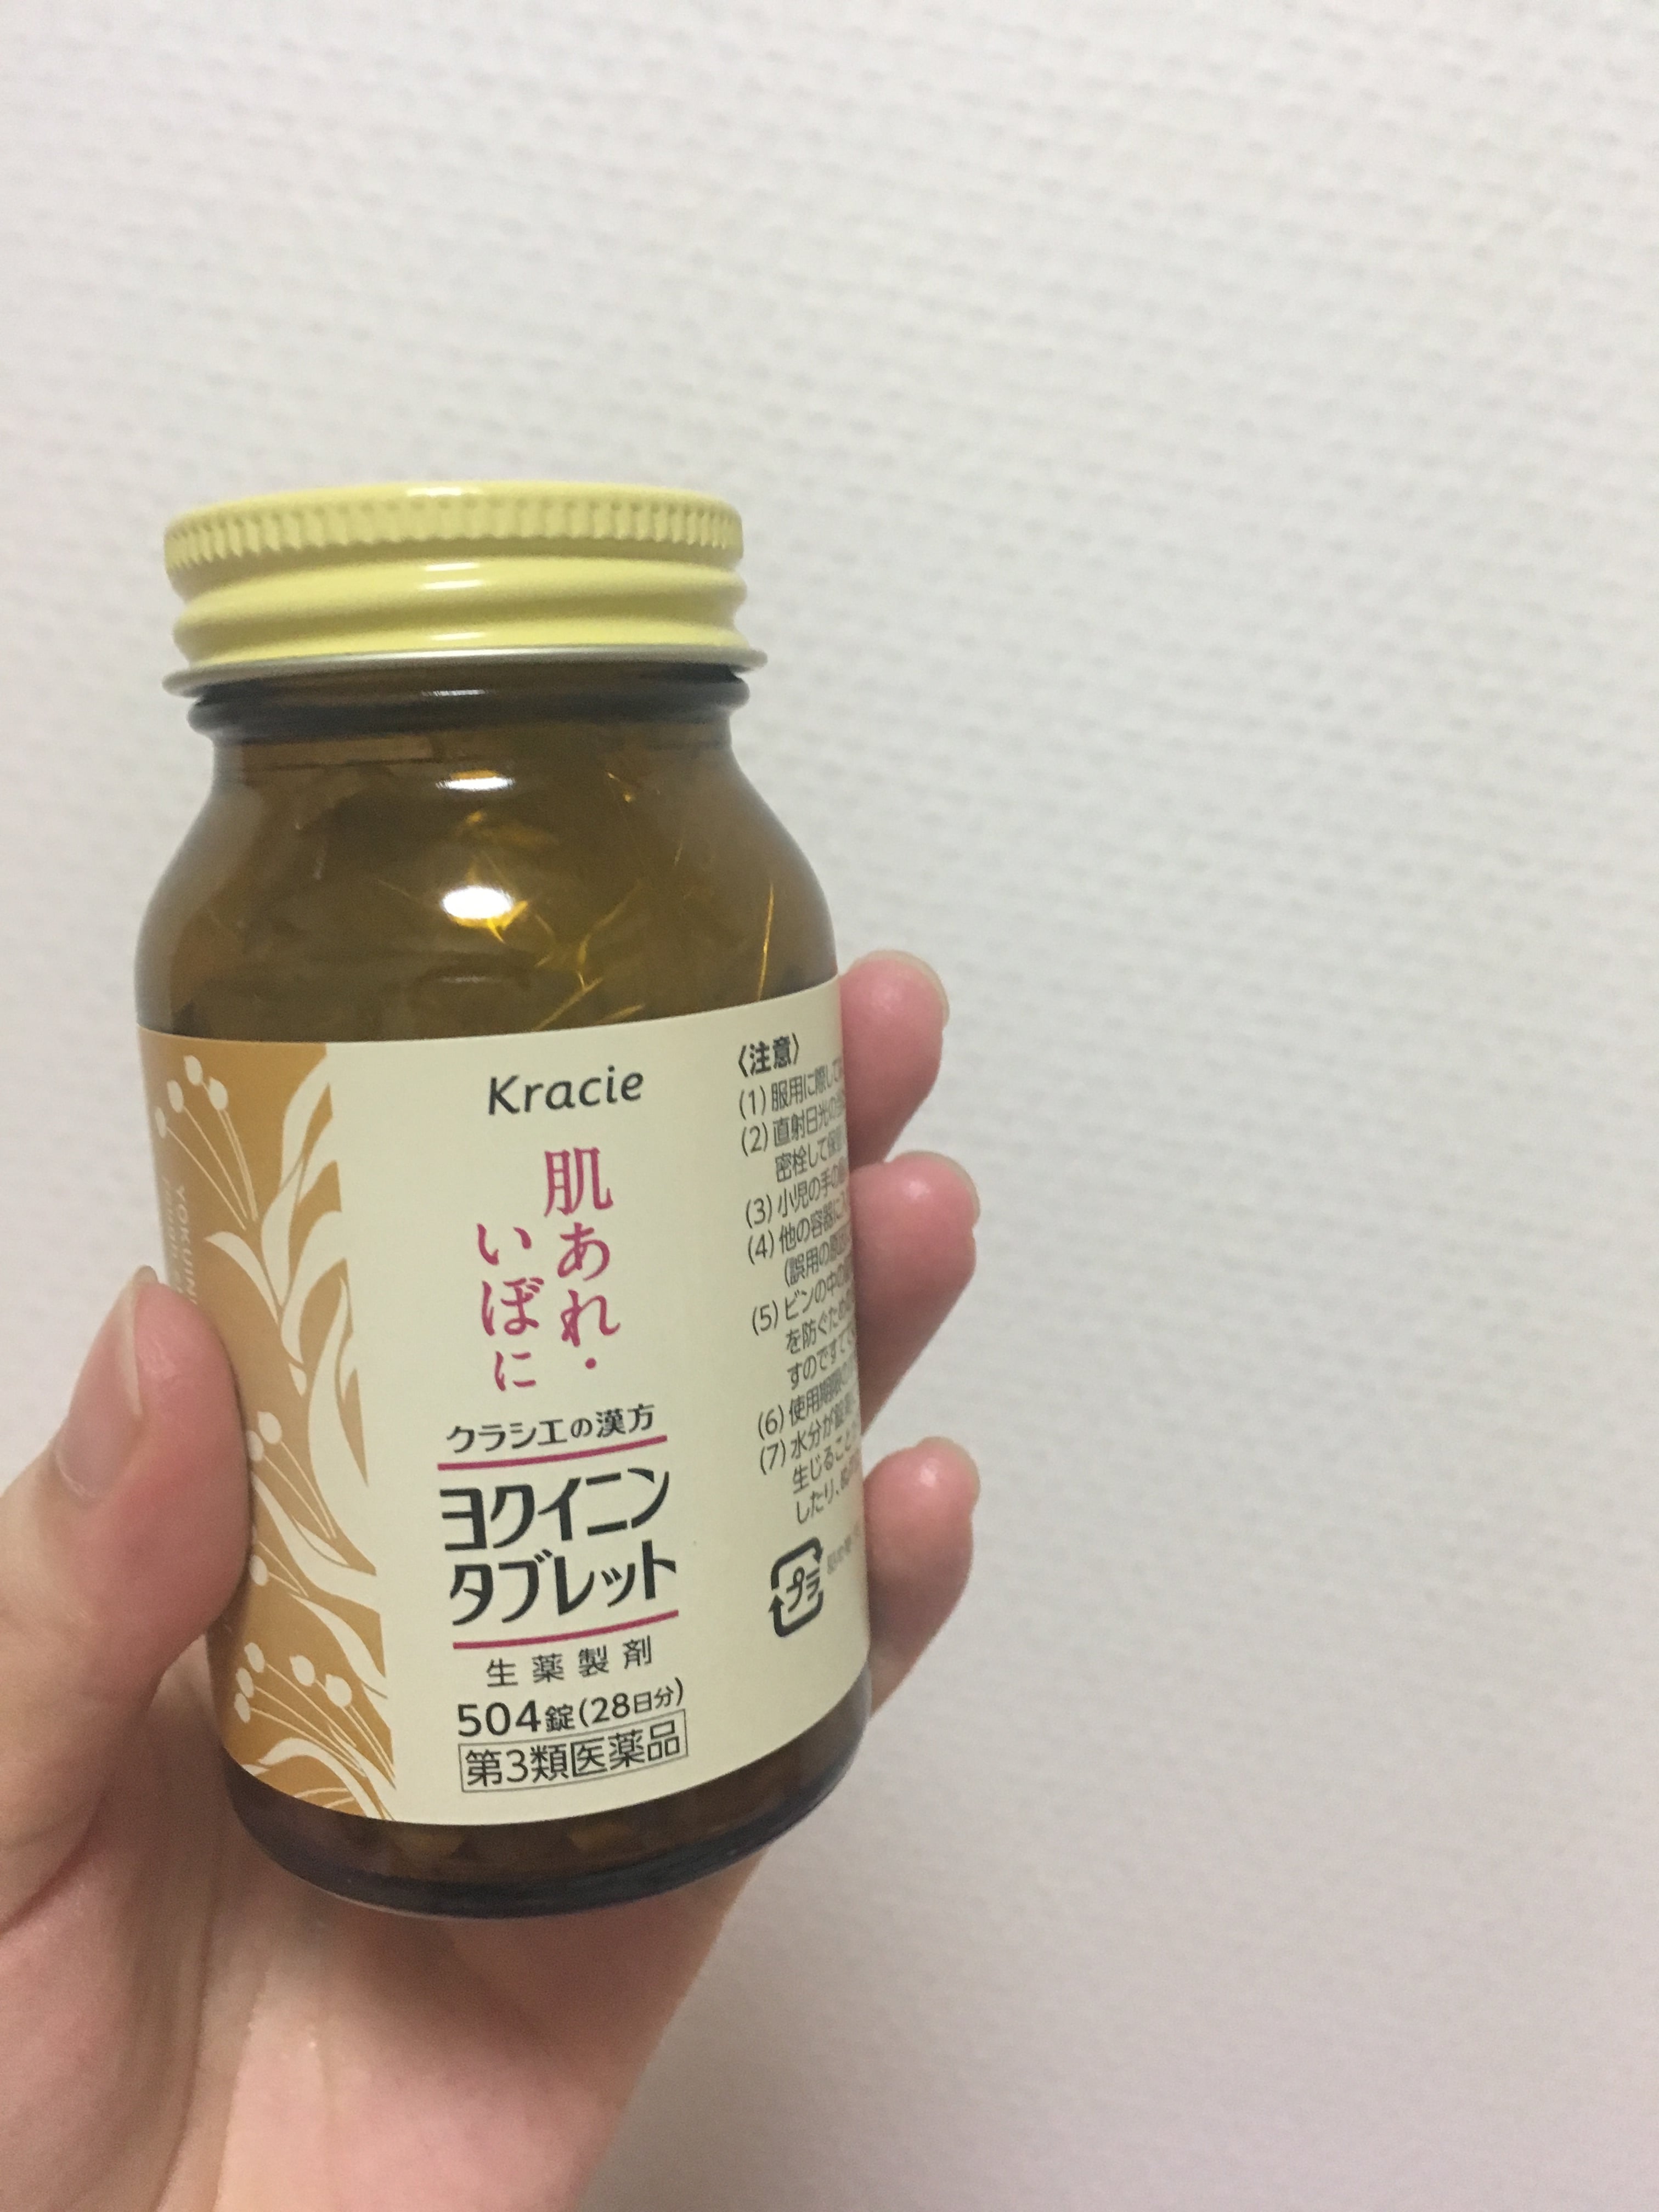 Kracie
肌あれ・
いぼに
クラシエの漢方
ヨクイニン
タブレット
生薬製剤
504錠(28日分)
第3類医薬品
YOKUININ
〈注意〉
(1) 服用に際して
(2) 直射日光の
密栓して保
(3) 小児の手の
(4) 他の容器に
(誤用の原
(5) ビンの中の
を防ぐため
すのですて
(6) 使用期限
(7) 水分が
生じること
したり、
プラ